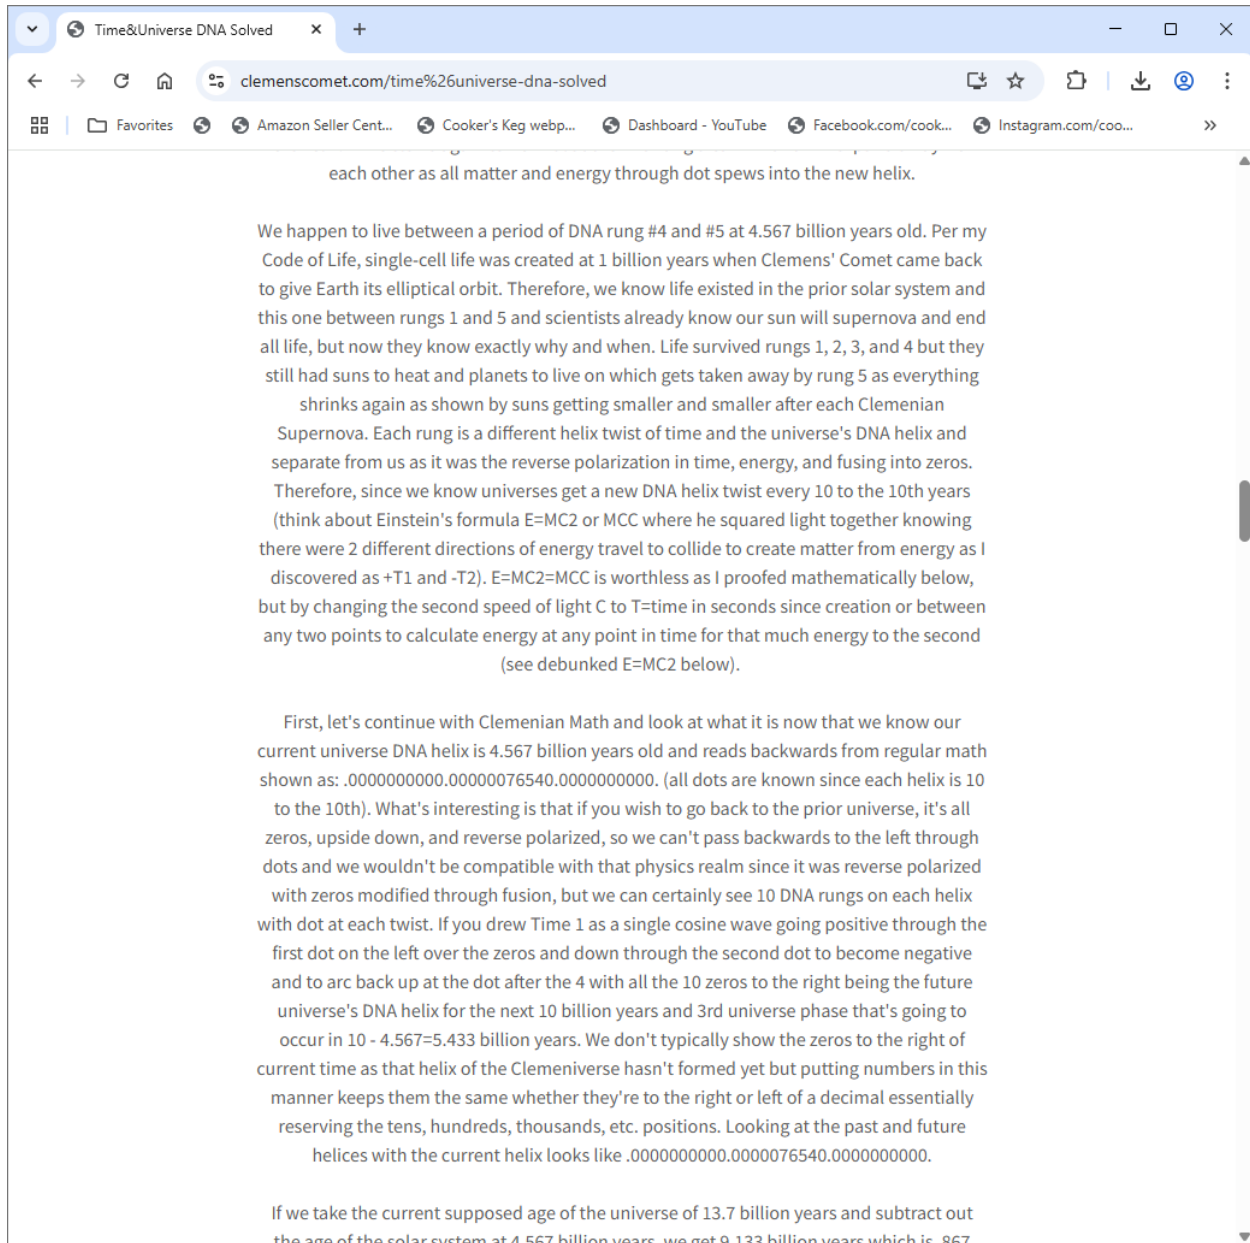 Time&Universe DNA Solved
clemenscomet.com/time%26universe-dna-solved
Favorites
Amazon Seller Cent...
Cooker's Keg webp...
Dashboard - YouTube
Facebook.com/cook...
Instagram.com/coo...
each other as all matter and energy through dot spews into the new helix.
We happen to live between a period of DNA rung #4 and #5 at 4.567 billion years old. Per my
Code of Life, single-cell life was created at 1 billion years when Clemens' Comet came back
to give Earth its elliptical orbit. Therefore, we know life existed in the prior solar system and
this one between rungs 1 and 5 and scientists already know our sun will supernova and end
all life, but now they know exactly why and when. Life survived rungs 1, 2, 3, and 4 but they
still had suns to heat and planets to live on which gets taken away by rung 5 as everything
shrinks again as shown by suns getting smaller and smaller after each Clemenian
Supernova. Each rung is a different helix twist of time and the universe's DNA helix and
separate from us as it was the reverse polarization in time, energy, and fusing into zeros.
Therefore, since we know universes get a new DNA helix twist every 10 to the 10th years
(think about Einstein's formula E=MC2 or MCC where he squared light together knowing
there were 2 different directions of energy travel to collide to create matter from energy as I
discovered as +T1 and -T2). E=MC2=MCC is worthless as I proofed mathematically below,
but by changing the second speed of light C to T=time in seconds since creation or between
any two points to calculate energy at any point in time for that much energy to the second
(see debunked E=MC2 below).
First, let's continue with Clemenian Math and look at what it is now that we know our
current universe DNA helix is 4.567 billion years old and reads backwards from regular math
shown as: .0000000000.00000076540.0000000000. (all dots are known since each helix is 10
to the 10th). What's interesting is that if you wish to go back to the prior universe, it's all
zeros, upside down, and reverse polarized, so we can't pass backwards to the left through
dots and we wouldn't be compatible with that physics realm since it was reverse polarized
with zeros modified through fusion, but we can certainly see 10 DNA rungs on each helix
with dot at each twist. If you drew Time 1 as a single cosine wave going positive through the
first dot on the left over the zeros and down through the second dot to become negative
and to arc back up at the dot after the 4 with all the 10 zeros to the right being the future
universe's DNA helix for the next 10 billion years and 3rd universe phase that's going to
occur in 10 - 4.567=5.433 billion years. We don't typically show the zeros to the right of
current time as that helix of the Clemeniverse hasn't formed yet but putting numbers in this
manner keeps them the same whether they're to the right or left of a decimal essentially
reserving the tens, hundreds, thousands, etc. positions. Looking at the past and future
helices with the current helix looks like .0000000000.0000076540.0000000000.
If we take the current supposed age of the universe of 13.7 billion years and subtract out
the age of the solar system at 4.567 billion years, we get 9.133 billion years which is .867